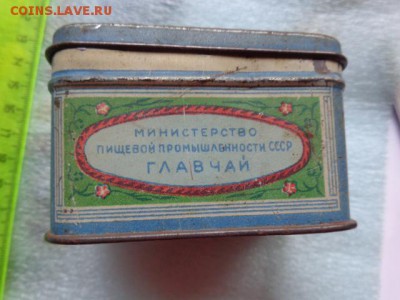 COINS.LAVE.RU
МИНИСТЕРСТВО
ПИЩЕВОЙ ПРОМЫШЛЕННОСТИ СССР
ГЛАВЧАЙ